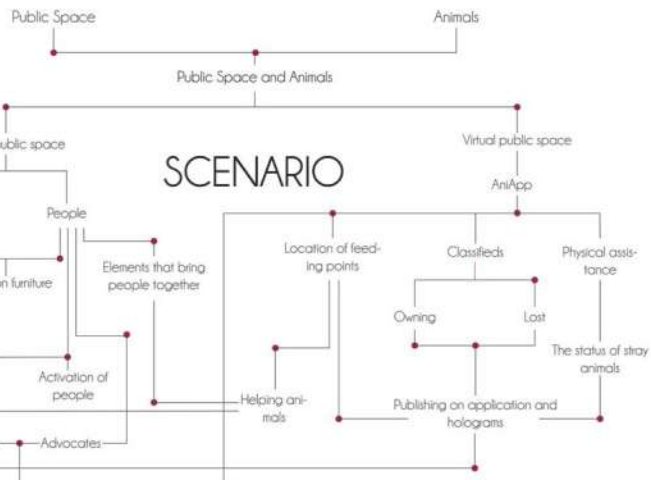 Public Space
Animals
Public Space and Animals
ublic space
Virtual public space
SCENARIO
AniApp
People
Elements that bring
people together
Location of feed-
ing points
Classifieds
Physical assis-
tance
n furniture
Owning
Lost
The status of stray
animals
Activation of
people
Helping ani-
mals
Publishing on application and
holograms
Advocates